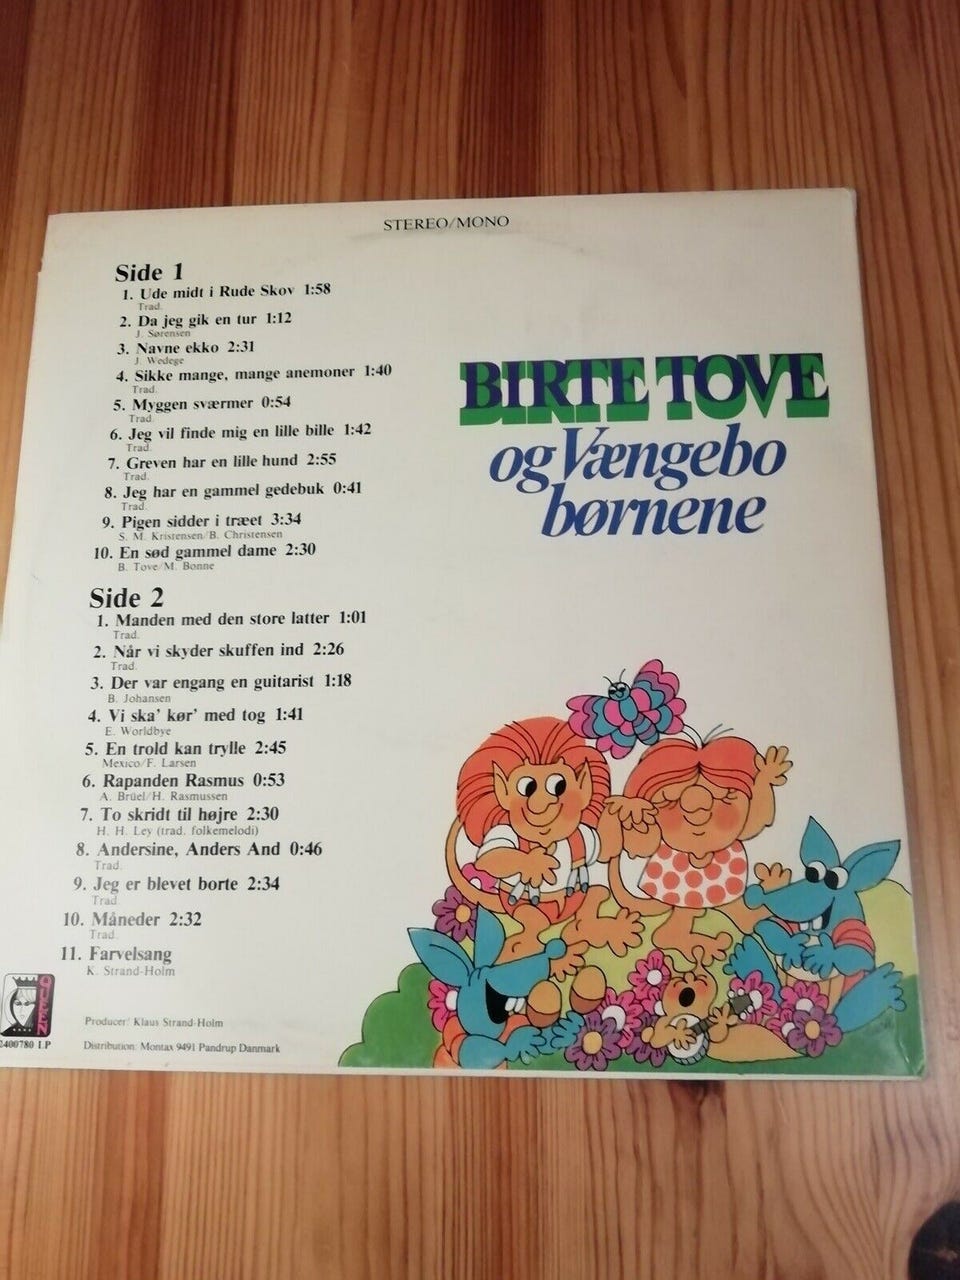 STEREO/MONO
Side 1
1. Ude midt i Rude Skov 1:58
Trad.
2. Da jeg gik en tur 1:12
J. Sørensen
3. Navne ekko 2:31
J. Wedege
4. Sikke mange, mange anemoner 1:40
Trad.
5. Myggen sværmer 0:54
Trad.
6. Jeg vil finde mig en lille bille 1:42
Trad.
7. Greven har en lille hund 2:55
Trad.
8. Jeg har en gammel gedebuk 0:41
Trad.
9. Pigen sidder i træet 3:34
S. M. Kristensen/B. Christensen
10. En sød gammel dame 2:30
B. Tove/M. Bonne
Side 2
1. Manden med den store latter 1:01
Trad.
2. Når vi skyder skuffen ind 2:26
Trad.
3. Der var engang en guitarist 1:18
B. Johansen
4. Vi ska' kør' med tog 1:41
E. Worldbye
5. En trold kan trylle 2:45
Mexico/F. Larsen
6. Rapanden Rasmus 0:53
A. Brüel/H. Rasmussen
7. To skridt til højre 2:30
H. H. Ley (trad. folkemelodi)
8. Andersine, Anders And 0:46
Trad.
9. Jeg er blevet borte 2:34
Trad.
10. Måneder 2:32
Trad.
11. Farvelsang
K. Strand-Holm
QUEEN
2400780 LP
Producer: Klaus Strand-Holm
Distribution: Montax 9491 Pandrup Danmark
BIRTE TOVE
og Vængebo
børnene